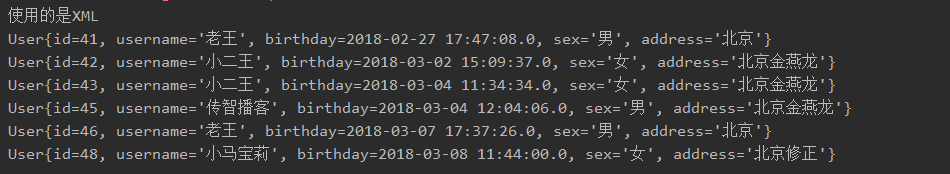 使用的是XML
User{id=41, username='老王', birthday=2018-02-27 17:47:08.0, sex='男', address='北京'}
User{id=42, username='小二王', birthday=2018-03-02 15:09:37.0, sex='女', address='北京金燕龙'}
User{id=43, username='小二王', birthday=2018-03-04 11:34:34.0, sex='女', address='北京金燕龙'}
User{id=45, username='传智播客', birthday=2018-03-04 12:04:06.0, sex='男', address='北京金燕龙'}
User{id=46, username='老王', birthday=2018-03-07 17:37:26.0, sex='男', address='北京'}
User{id=48, username='小马宝莉', birthday=2018-03-08 11:44:00.0, sex='女', address='北京修正'}